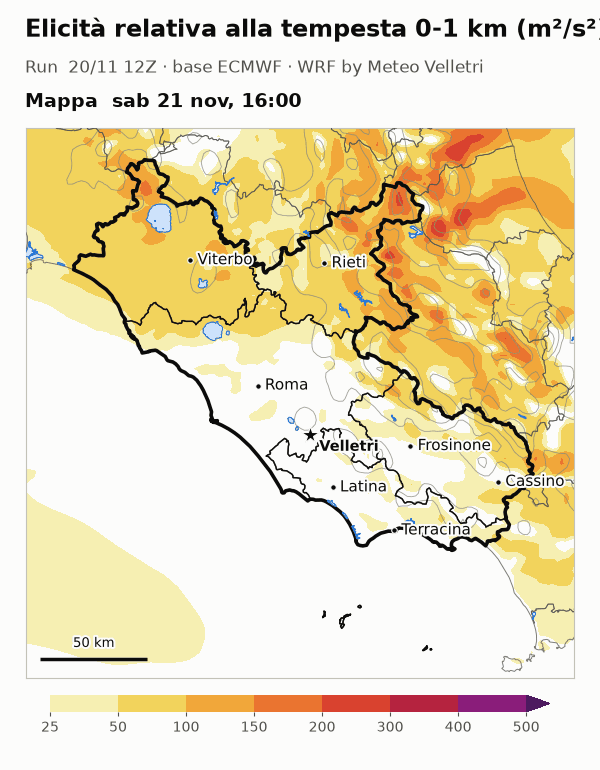 Elicità relativa alla tempesta 0-1 km (m²/s²)
Run 20/11 12Z · base ECMWF · WRF by Meteo Velletri
Mappa sab 21 nov, 16:00
Viterbo
Rieti
Roma
Velletri
Frosinone
Cassino
Latina
Terracina
50 km
25 50 100 150 200 300 400 500